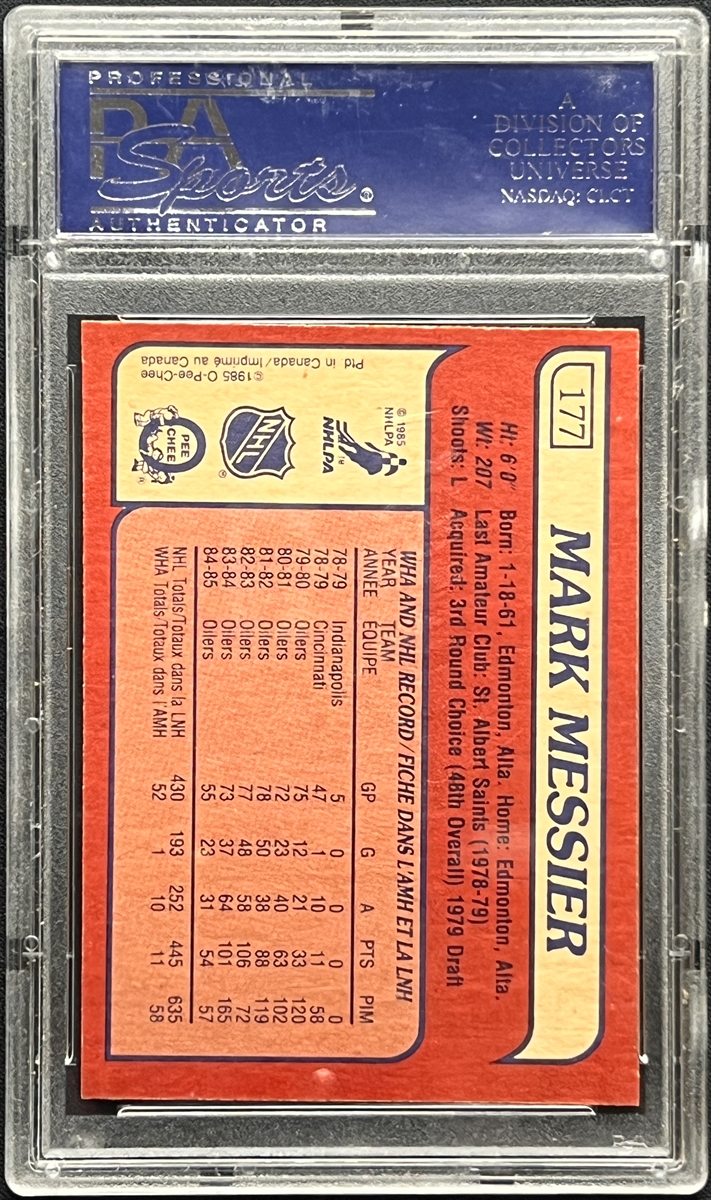 PROFESSIONAL
PSA
Sports
AUTHENTICATOR
A
DIVISION OF
COLLECTORS
UNIVERSE
NASDAQ: CLCT
177
MARK MESSIER
Ht: 6'0" Born: 1-18-61, Edmonton, Alta. Home: Edmonton, Alta.
Wt: 207 Last Amateur Club: St. Albert Saints (1978-79)
Shoots: L Acquired: 3rd Round Choice (48th Overall) 1979 Draft
© 1985
NHLPA
NHLPA™
NHL
®
O
PEE
CHEE
®
©1985 O-Pee-Chee
Ptd in Canada/Imprimé au Canada
WHA AND NHL RECORD/FICHE DANS L'AMH ET LA LNH
YEAR TEAM
ANNÉE ÉQUIPE GP G A PTS PIM
78-79 Indianapolis 5 0 0 0 0
78-79 Cincinnati 47 1 10 11 58
79-80 Oilers 75 12 21 33 120
80-81 Oilers 72 23 40 63 102
81-82 Oilers 78 50 38 88 119
82-83 Oilers 77 48 58 106 72
83-84 Oilers 73 37 64 101 165
84-85 Oilers 55 23 31 54 57
NHL Totals/Totaux dans la LNH 430 193 252 445 635
WHA Totals/Totaux dans l'AMH 52 1 10 11 58
PSA